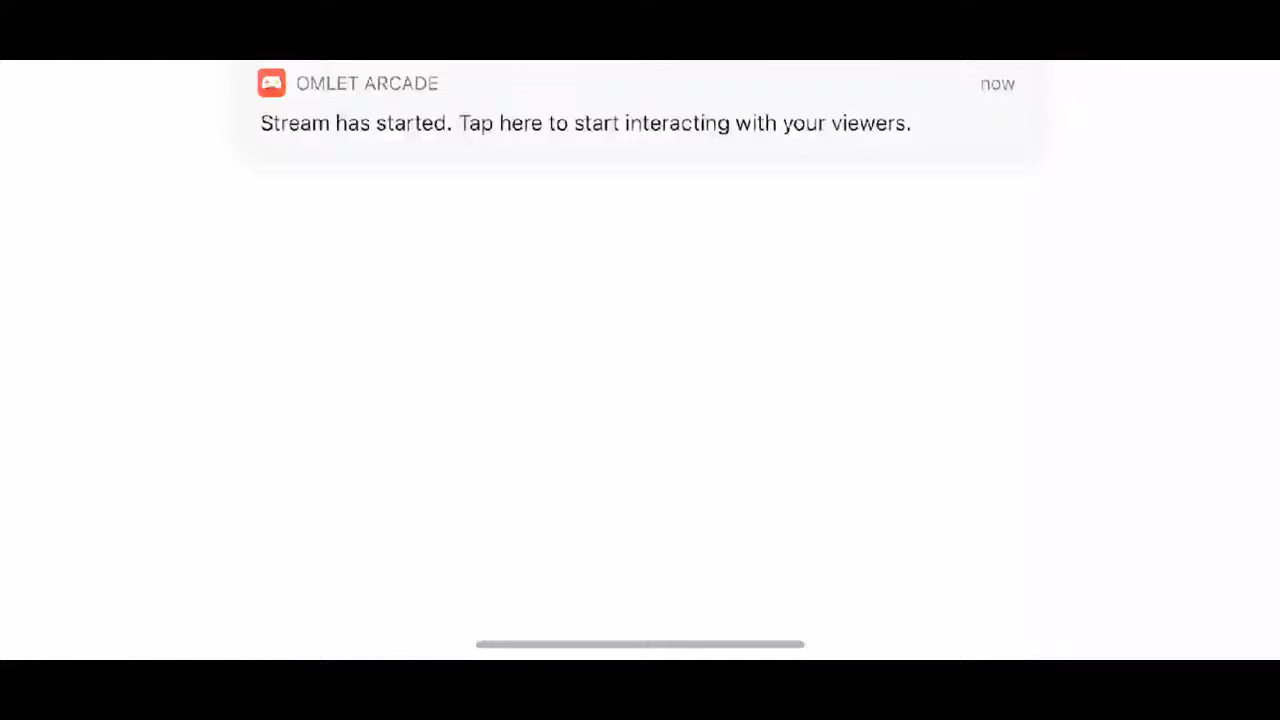 OMLET ARCADE now
Stream has started. Tap here to start interacting with your viewers.